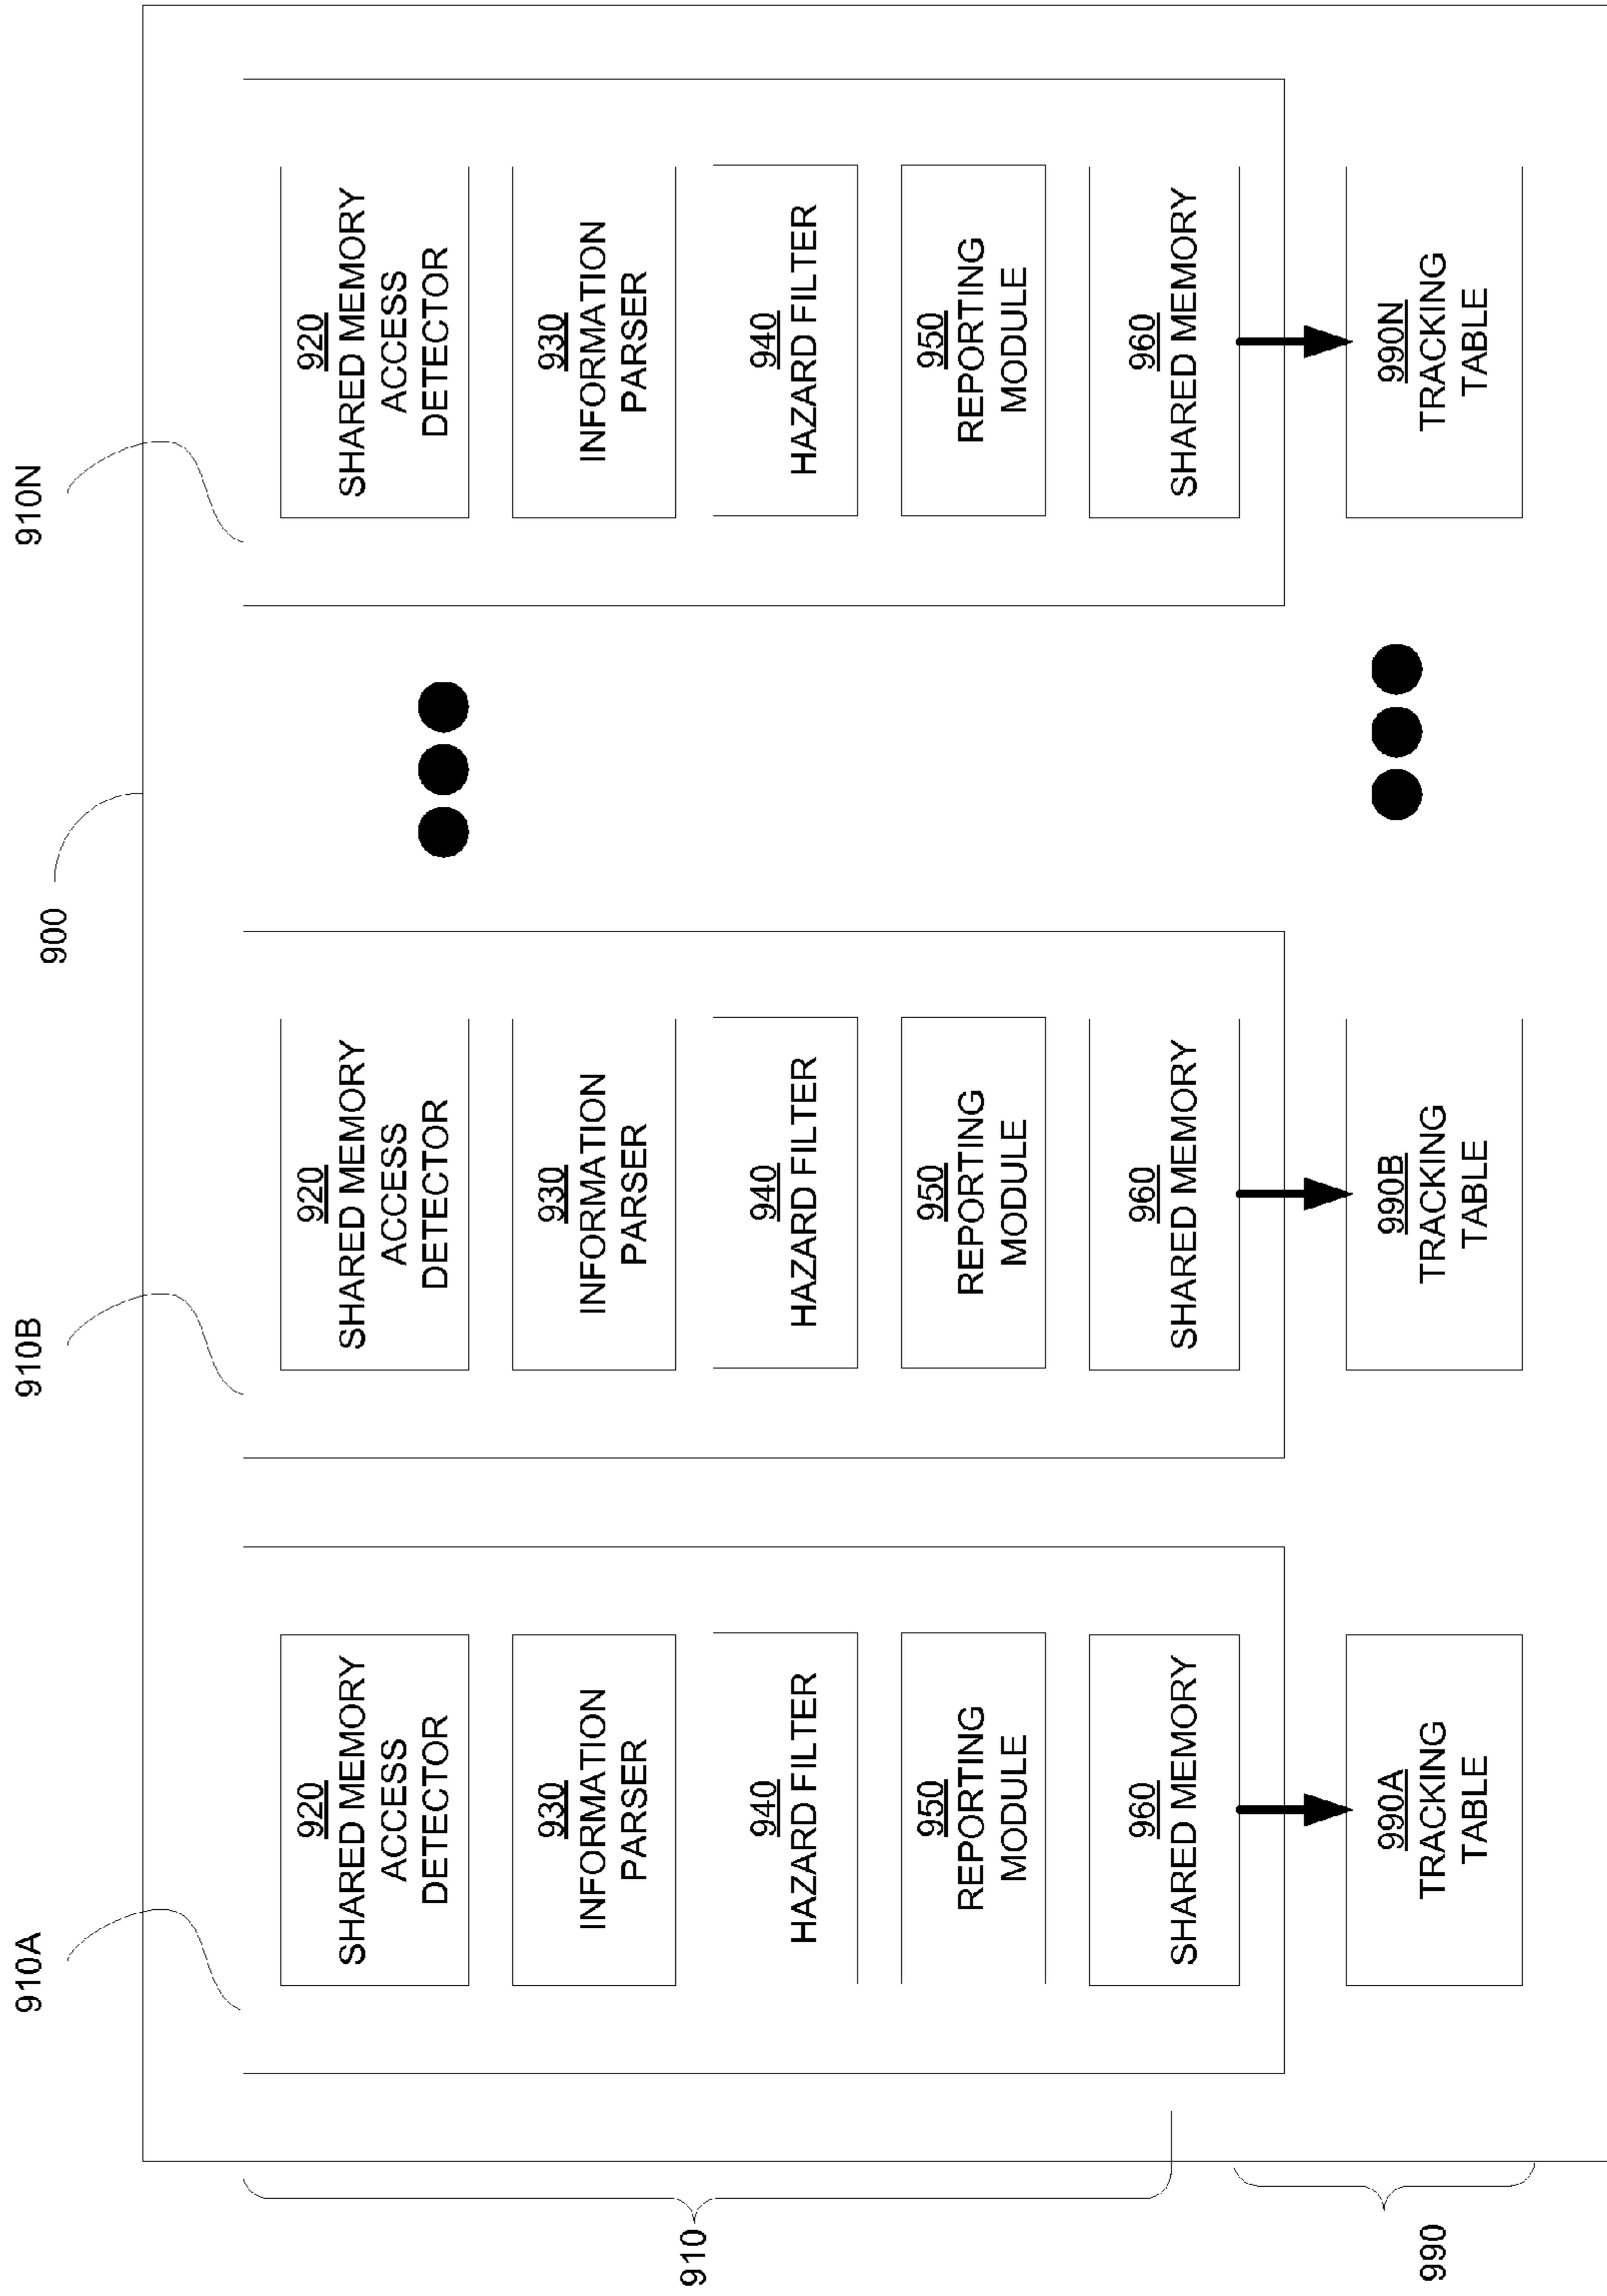 900
910A
910B
910N
910
920
SHARED MEMORY
ACCESS
DETECTOR
930
INFORMATION
PARSER
940
HAZARD FILTER
950
REPORTING
MODULE
960
SHARED MEMORY
920
SHARED MEMORY
ACCESS
DETECTOR
930
INFORMATION
PARSER
940
HAZARD FILTER
950
REPORTING
MODULE
960
SHARED MEMORY
920
SHARED MEMORY
ACCESS
DETECTOR
930
INFORMATION
PARSER
940
HAZARD FILTER
950
REPORTING
MODULE
960
SHARED MEMORY
990
990A
TRACKING
TABLE
990B
TRACKING
TABLE
990N
TRACKING
TABLE